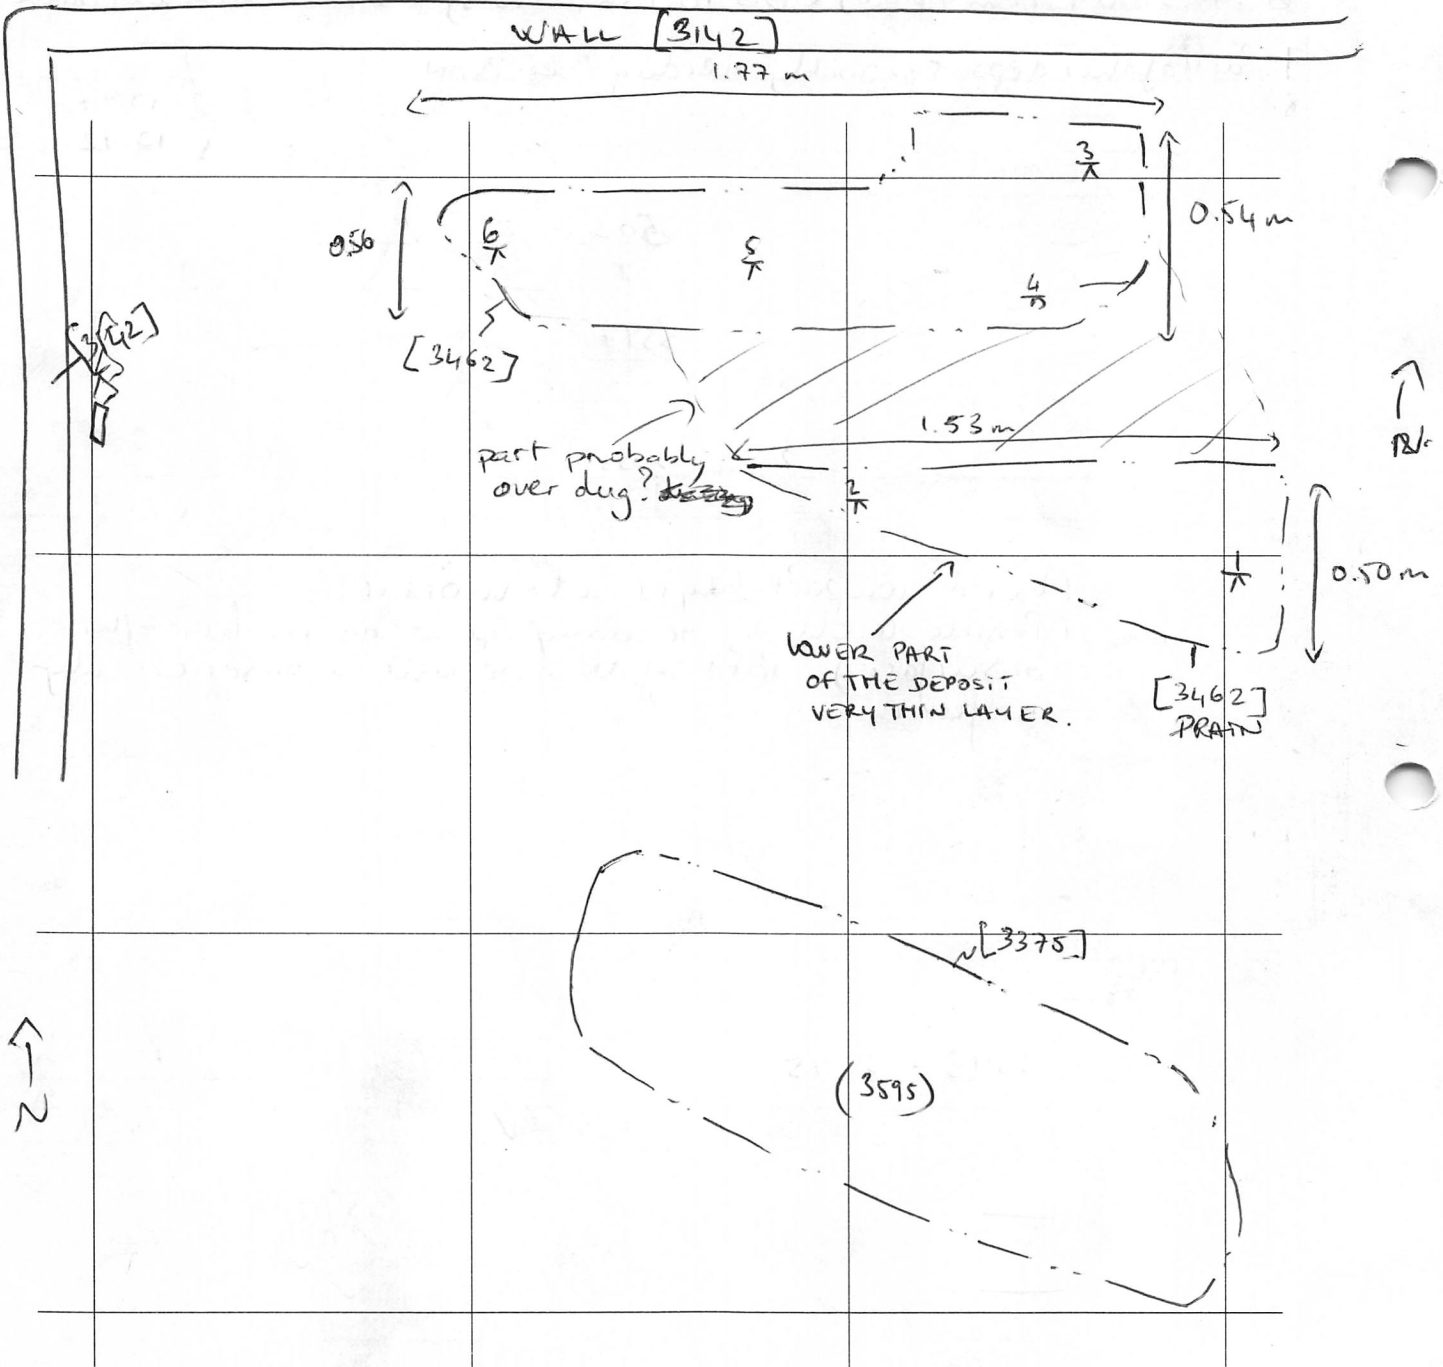 WALL [3142]
1.77 m
3
0.54 m
0.56
6
5
4
[3142]
[3462]
1.53 m
part probably
over dug?
2
1
0.50 m
LOWER PART
OF THE DEPOSIT
VERY THIN LAYER.
[3462]
DRAIN
[3375]
(3595)
N